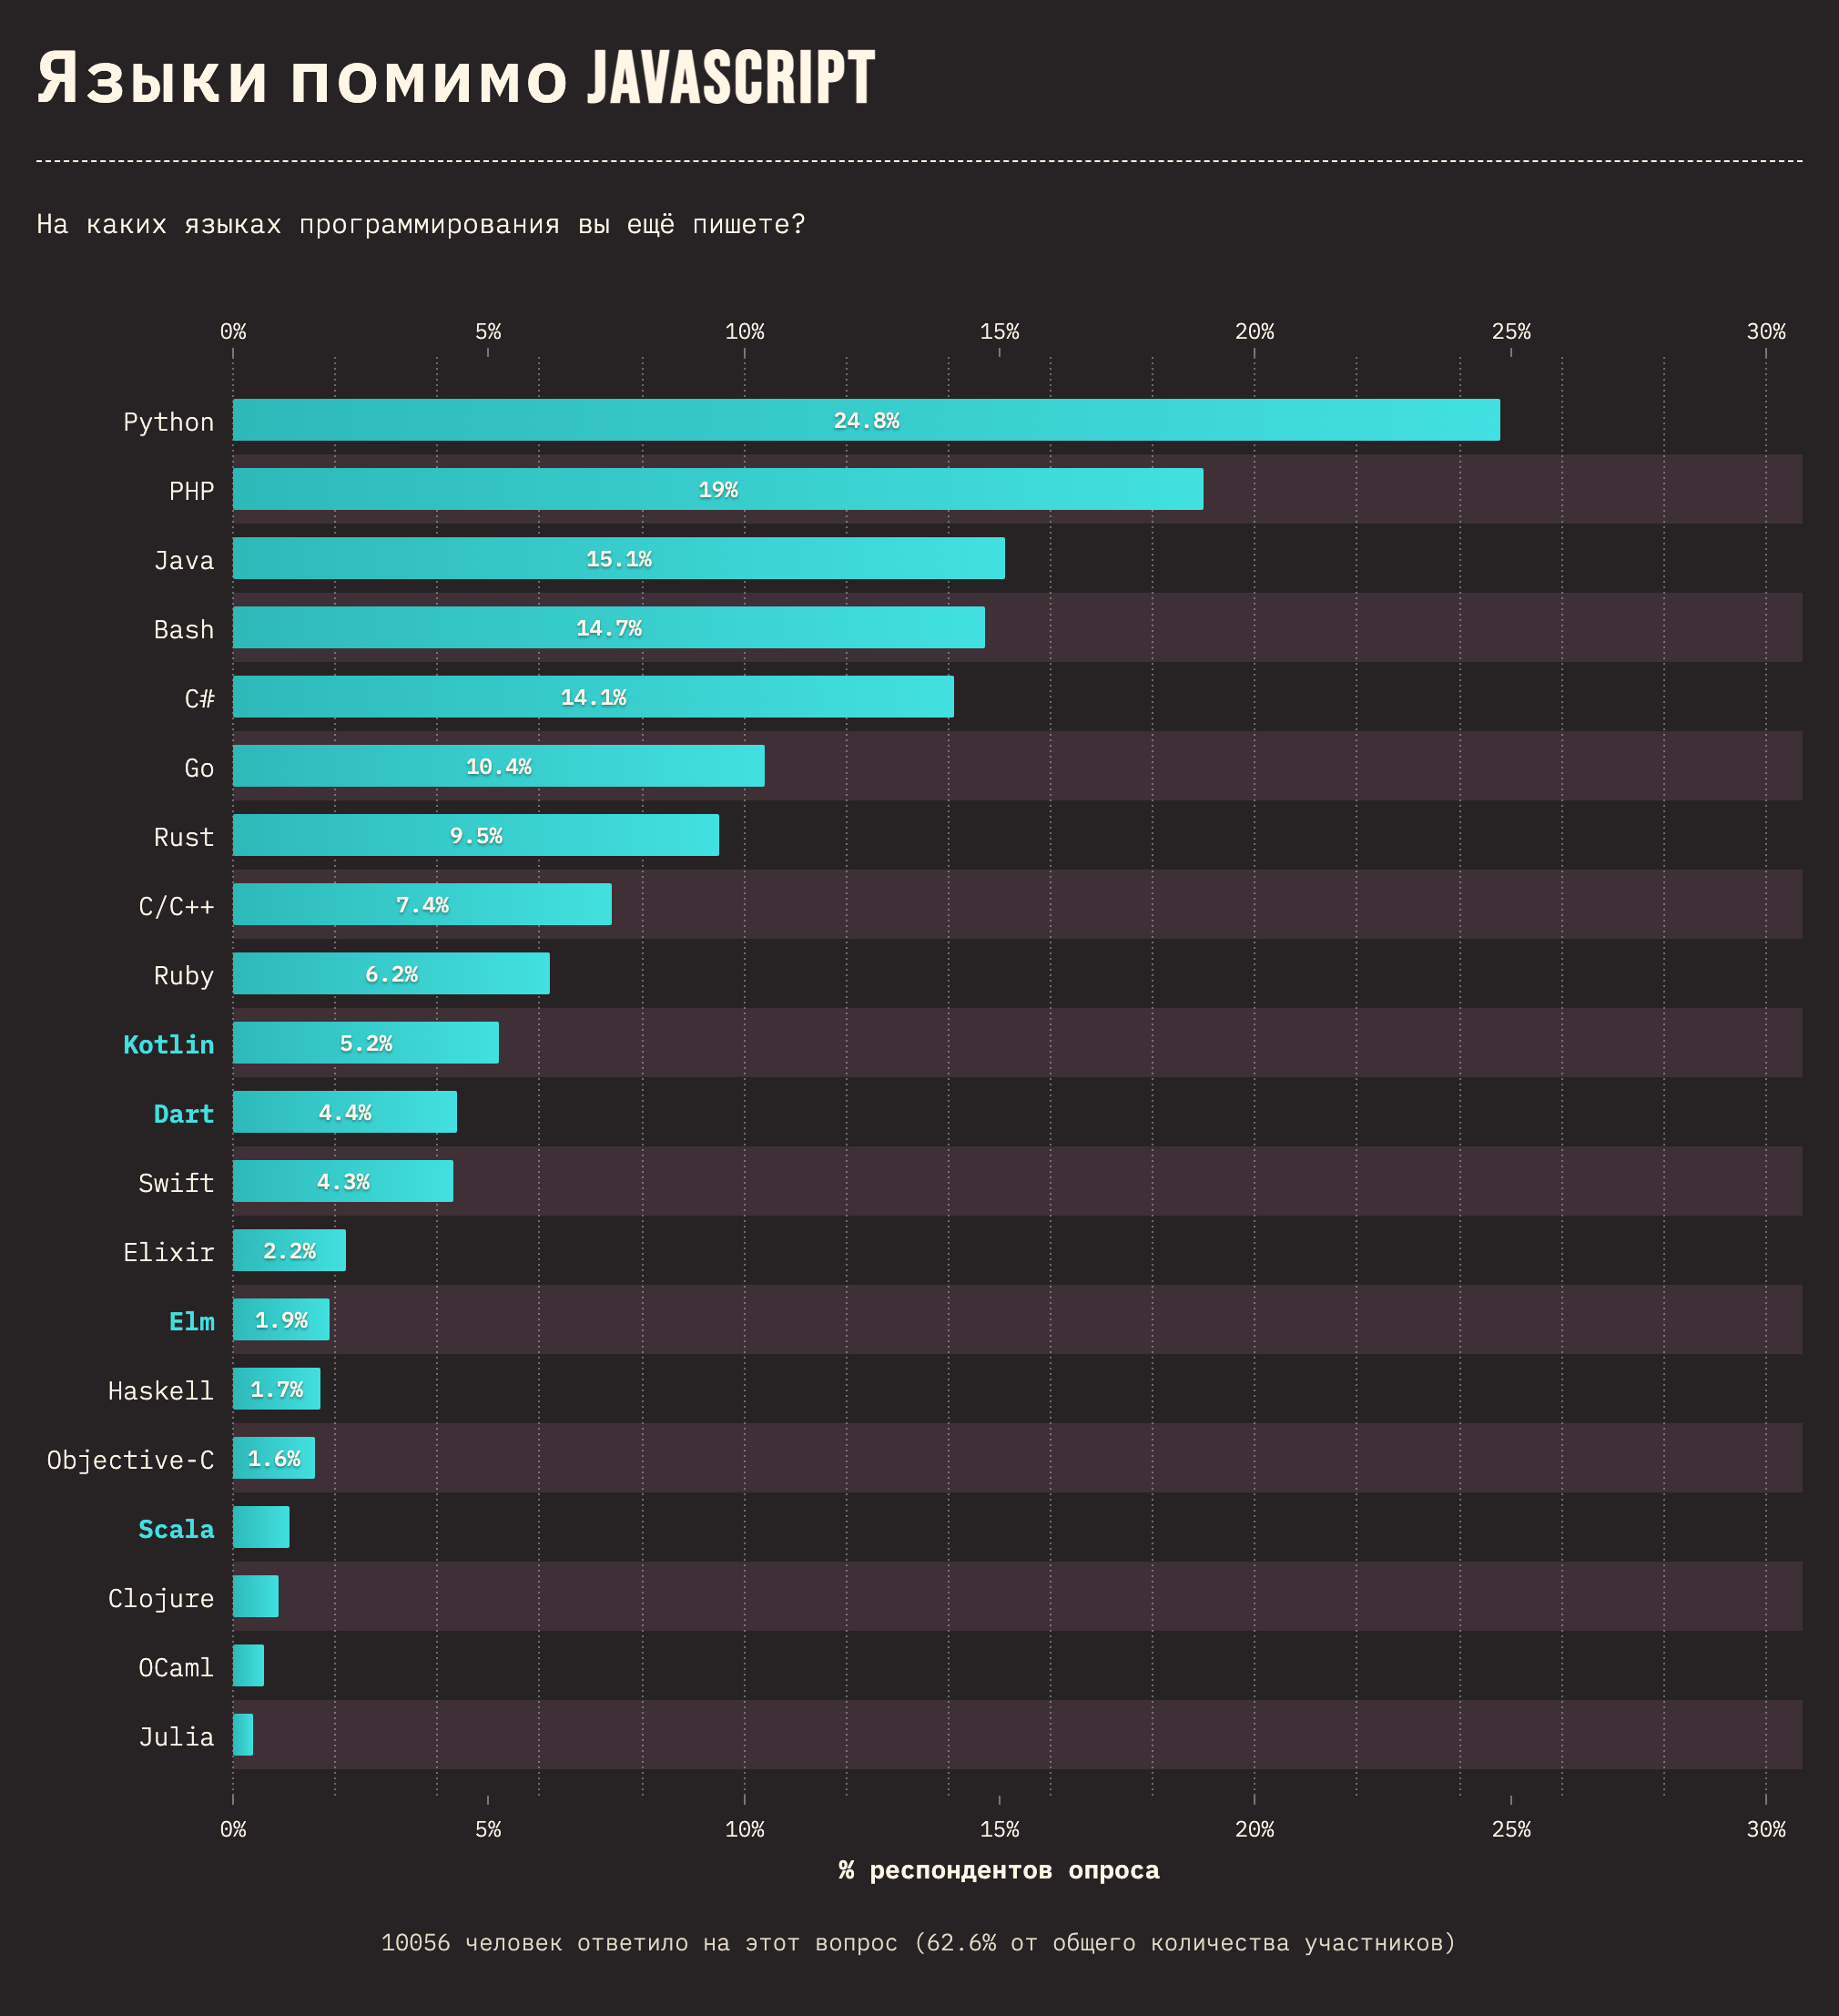 Языки помимо JAVASCRIPT
На каких языках программирования вы ещё пишете?
0% 5% 10% 15% 20% 25% 30%
Python 24.8%
PHP 19%
Java 15.1%
Bash 14.7%
C# 14.1%
Go 10.4%
Rust 9.5%
C/C++ 7.4%
Ruby 6.2%
Kotlin 5.2%
Dart 4.4%
Swift 4.3%
Elixir 2.2%
Elm 1.9%
Haskell 1.7%
Objective-C 1.6%
Scala
Clojure
OCaml
Julia
0% 5% 10% 15% 20% 25% 30%
% респондентов опроса
10056 человек ответило на этот вопрос (62.6% от общего количества участников)